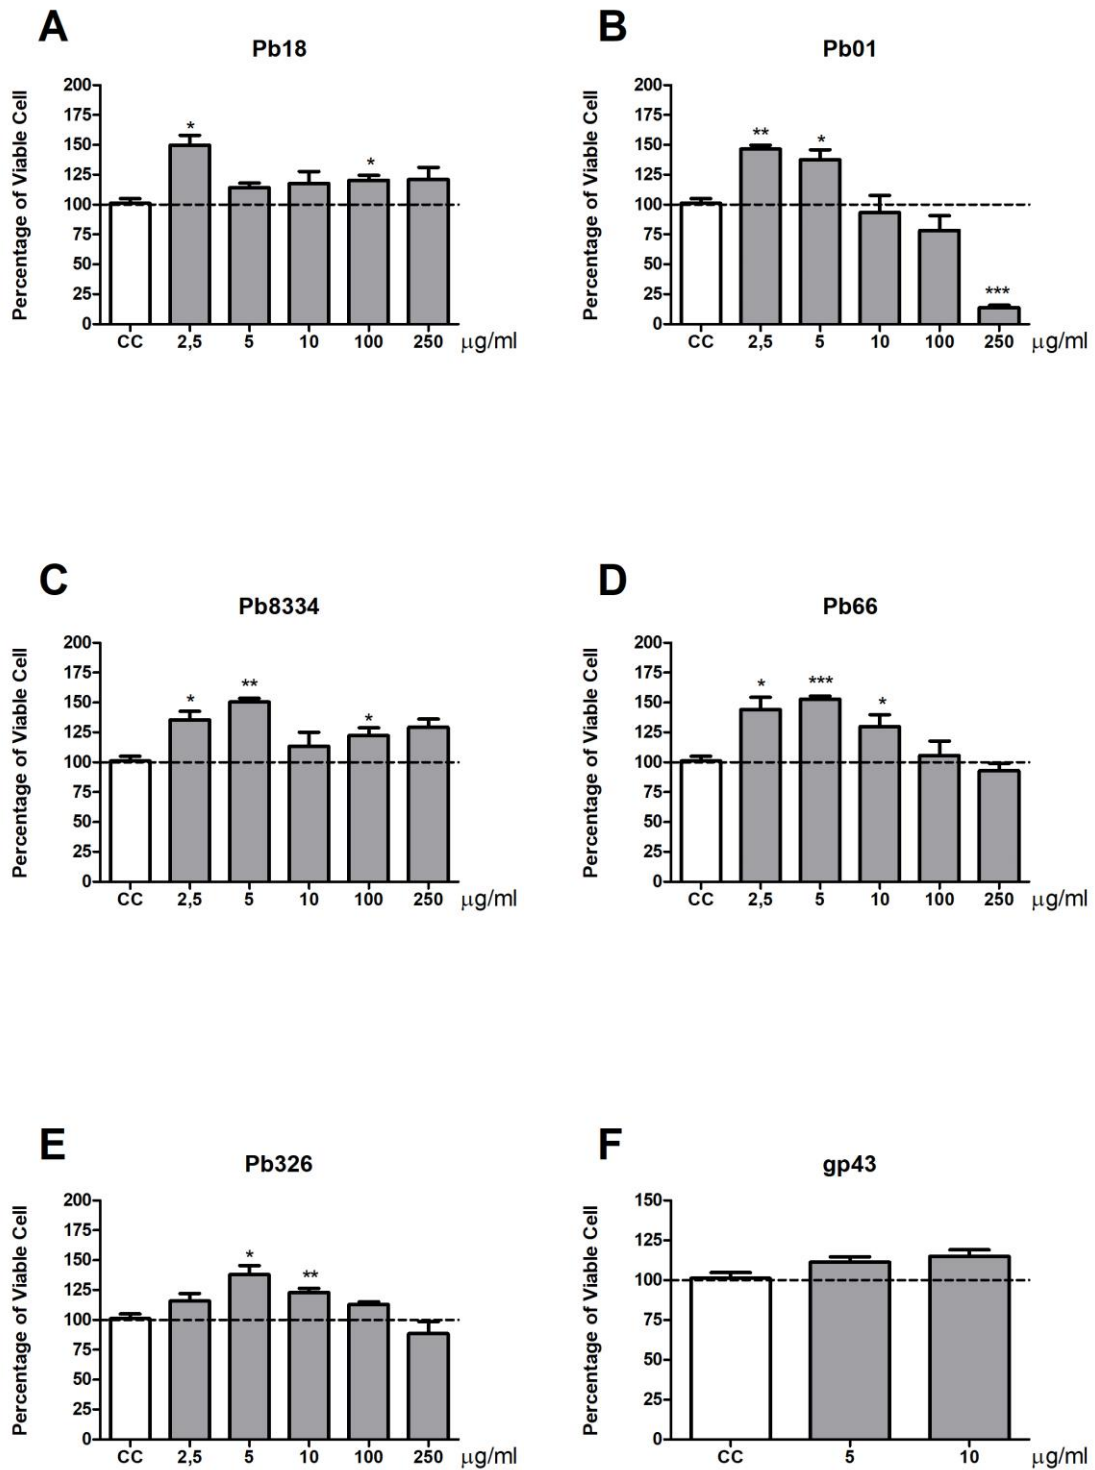 A
Pb18
Percentage of Viable Cell
200
175
150
125
100
75
50
25
0
*
*
CC 2,5 5 10 100 250 µg/ml
B
Pb01
Percentage of Viable Cell
200
175
150
125
100
75
50
25
0
**
*
***
CC 2,5 5 10 100 250 µg/ml
C
Pb8334
Percentage of Viable Cell
200
175
150
125
100
75
50
25
0
*
**
*
CC 2,5 5 10 100 250 µg/ml
D
Pb66
Percentage of Viable Cell
200
175
150
125
100
75
50
25
0
*
***
*
CC 2,5 5 10 100 250 µg/ml
E
Pb326
Percentage of Viable Cell
200
175
150
125
100
75
50
25
0
*
**
CC 2,5 5 10 100 250 µg/ml
F
gp43
Percentage of Viable Cell
150
125
100
75
50
25
0
CC 5 10 µg/ml